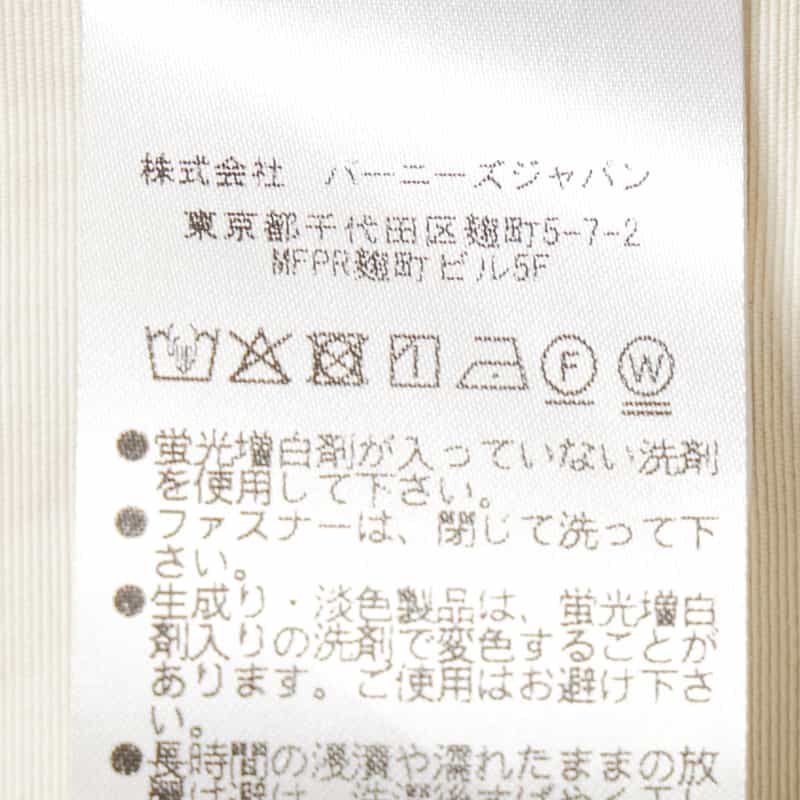 株式会社 バーニーズジャパン
東京都千代田区麹町5-7-2
MFPR麹町ビル5F
F W
●蛍光増白剤が入っていない洗剤
を使用して下さい。
●ファスナーは、閉じて洗って下
さい。
●生成り・淡色製品は、蛍光増白
剤入りの洗剤で変色することが
あります。ご使用はお避け下さ
い。
●長時間の浸漬や濡れたままの放